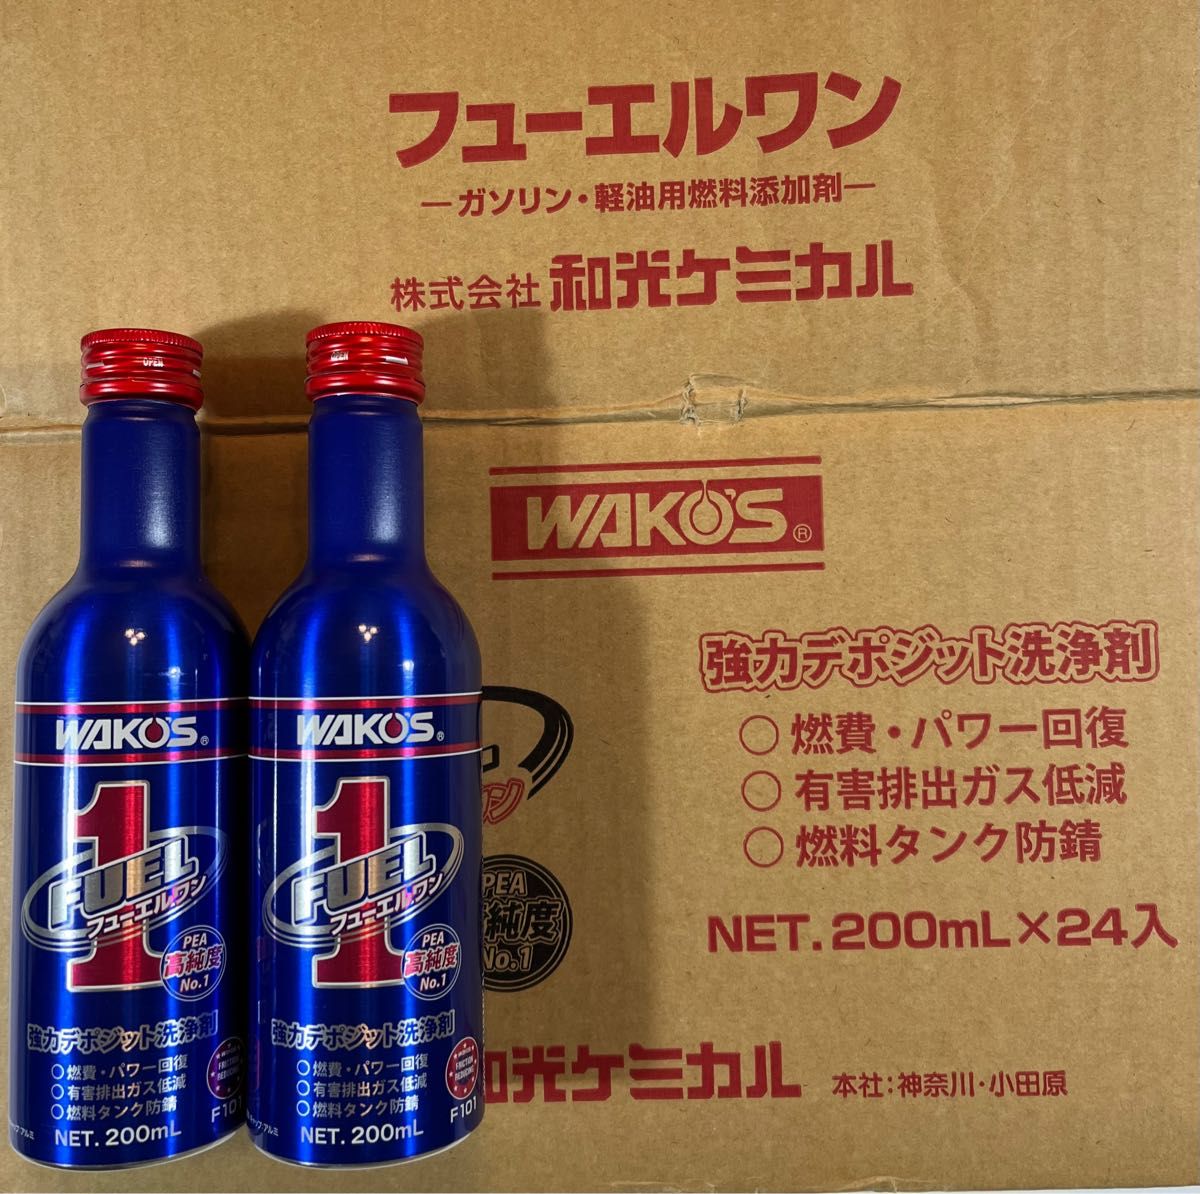 フューエルワン
―ガソリン・軽油用燃料添加剤―
株式会社 和光ケミカル
WAKO'S®
強力デポジット洗浄剤
○ 燃費・パワー回復
○ 有害排出ガス低減
○ 燃料タンク防錆
NET. 200mL×24入
PEA
純度
No.1
和光ケミカル 本社:神奈川・小田原
OPEN
WAKO'S®
1
FUEL
フューエルワン
PEA
高純度
No.1
強力デポジット洗浄剤
○燃費・パワー回復
○有害排出ガス低減
○燃料タンク防錆
F101
NET. 200mL
OPEN
WAKO'S®
1
FUEL
フューエルワン
PEA
高純度
No.1
強力デポジット洗浄剤
○燃費・パワー回復
○有害排出ガス低減
○燃料タンク防錆
FRICTION
F101
NET. 200mL